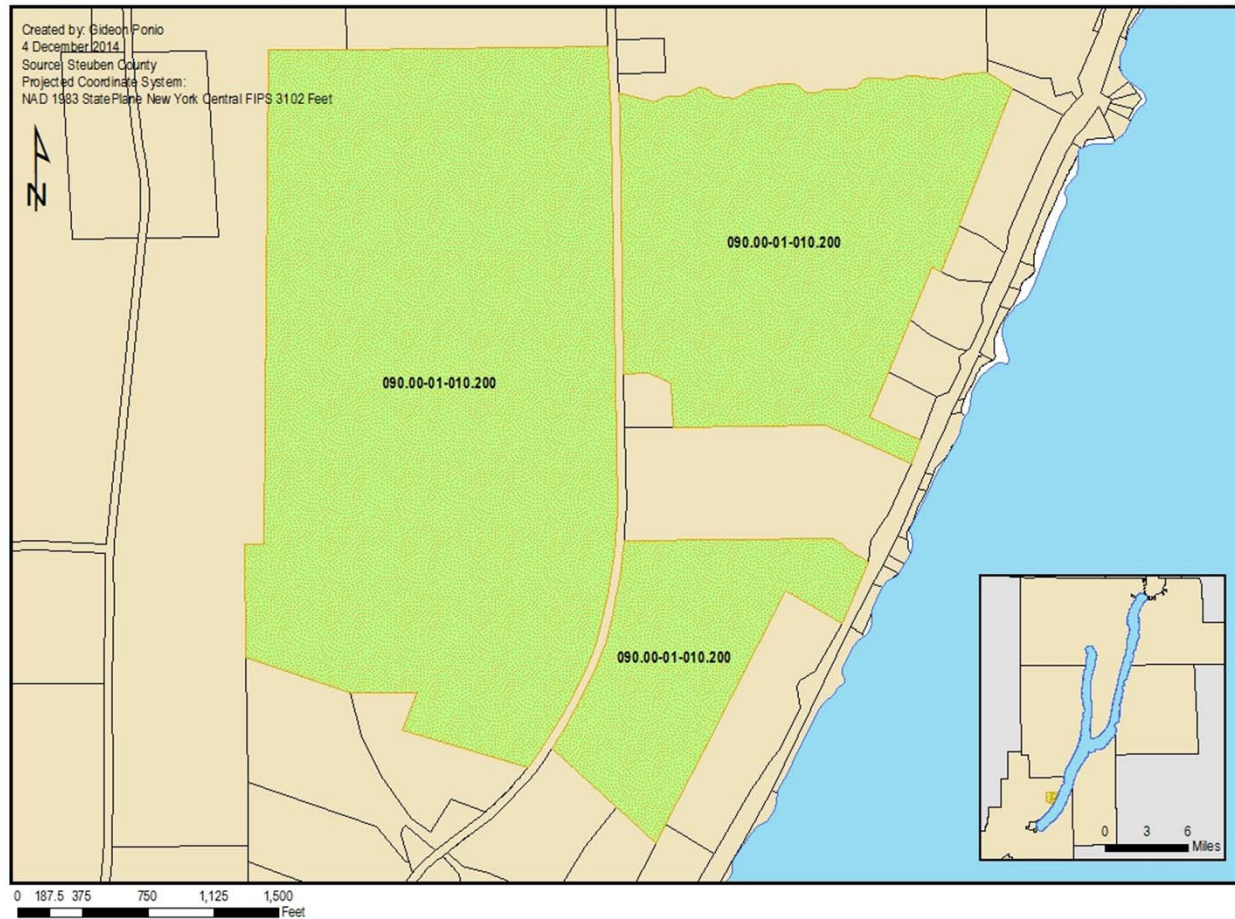 Created by: Gideon Ponio
4 December 2014
Source: Steuben County
Projected Coordinate System:
NAD 1983 StatePlane New York Central FIPS 3102 Feet
N
090.00-01-010.200
090.00-01-010.200
090.00-01-010.200
0 3 6
Miles
0 187.5 375 750 1,125 1,500
Feet